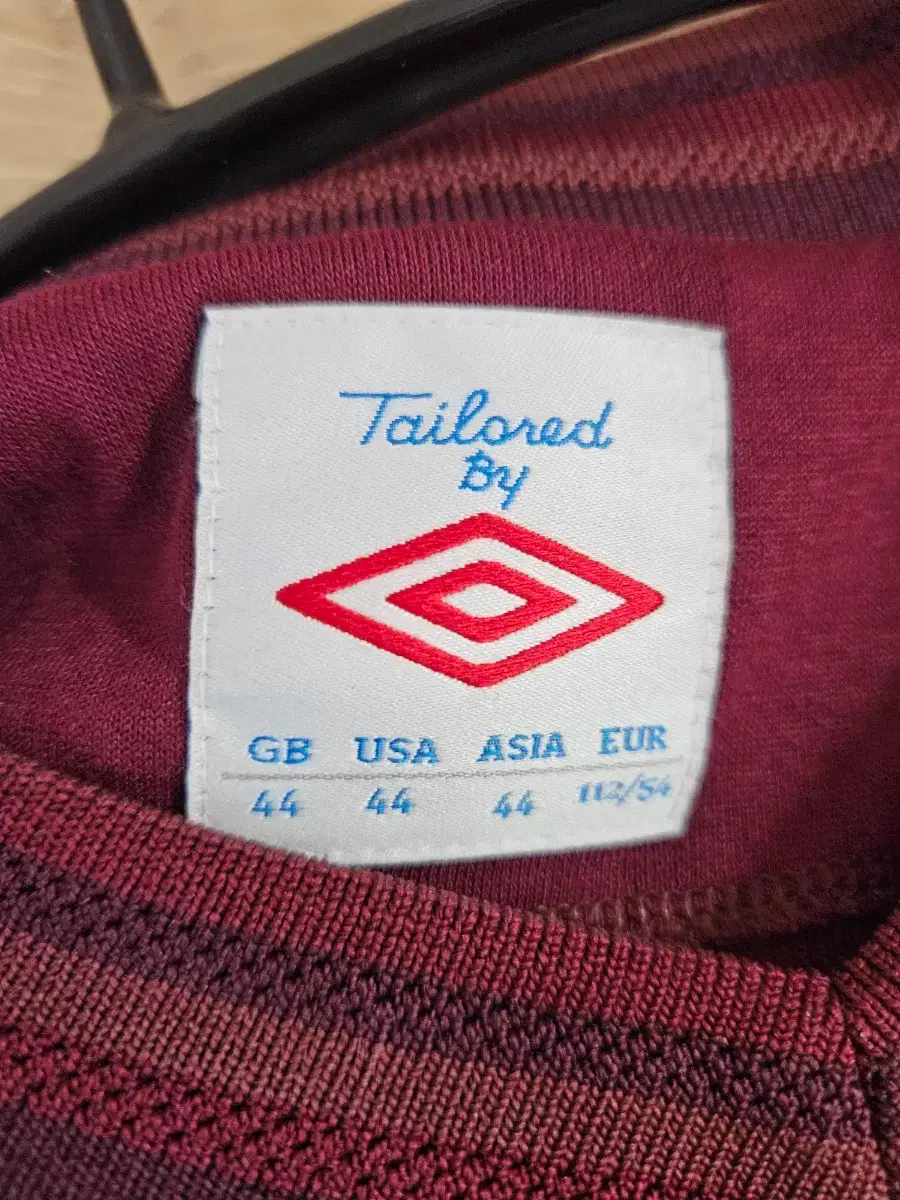 Tailored
By
GB USA ASIA EUR
44 44 44 112/54